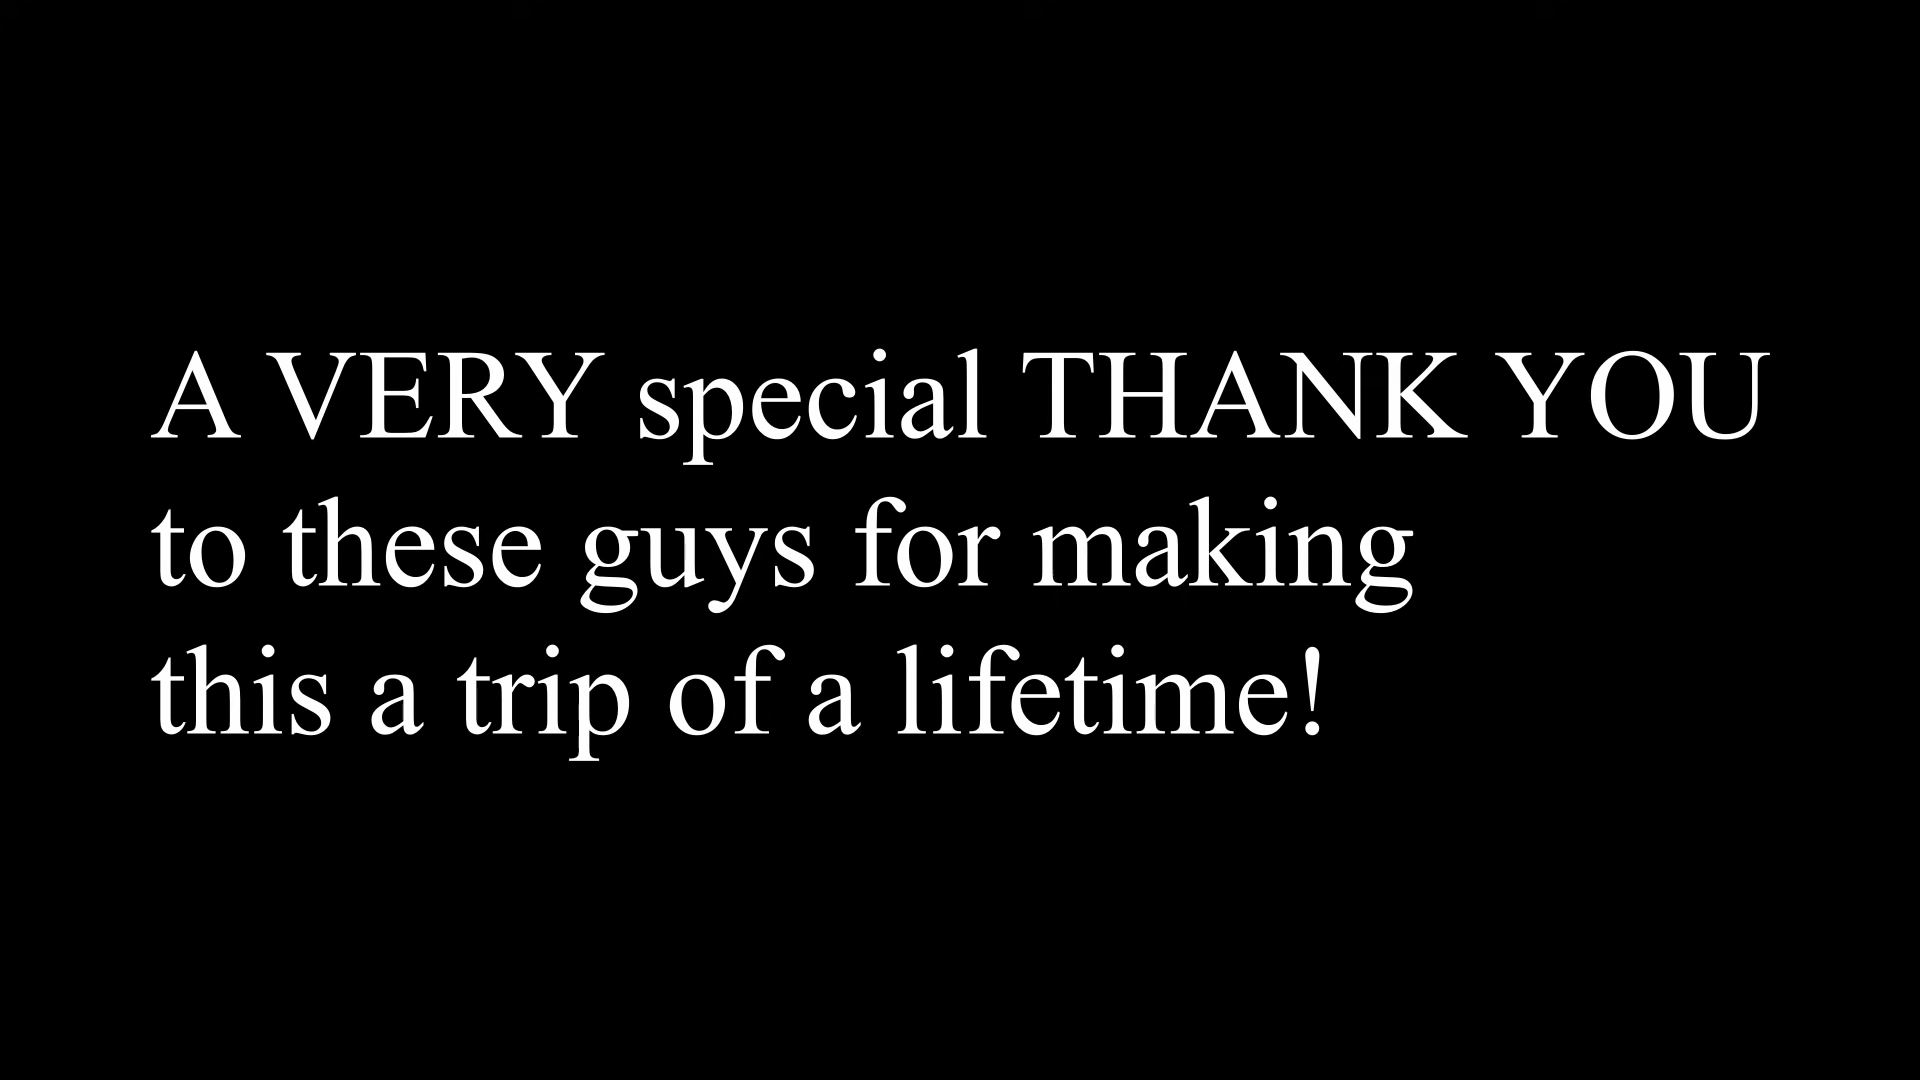 A VERY special THANK YOU
to these guys for making
this a trip of a lifetime!